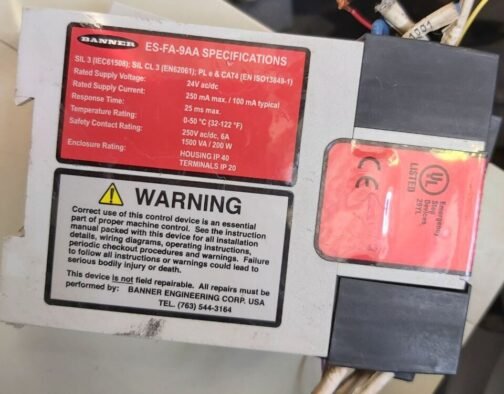 BANNER ES-FA-9AA SPECIFICATIONS
SIL 3 (IEC61508); SIL CL 3 (EN62061); PL e & CAT4 (EN ISO13849-1)
Rated Supply Voltage: 24V ac/dc
Rated Supply Current: 250 mA max. / 100 mA typical)
Response Time: 25 ms max.
Temperature Rating: 0-50 °C (32-122 °F)
Safety Contact Rating: 250V ac/dc, 6A
1500 VA / 200 W
Enclosure Rating: HOUSING IP 40
TERMINALS IP 20
WARNING
Correct use of this control device is an essential
part of proper machine control. See the instruction
manual packed with this device for all installation
details, wiring diagrams, operating instructions,
periodic checkout procedures and warnings. Failure
to follow all instructions or warnings could lead to
serious bodily injury or death.
This device is not field repairable. All repairs must be
performed by: BANNER ENGINEERING CORP. USA
TEL. (763) 544-3164
CE
UL
LISTED
Emergency
Stop
Devices
29YL